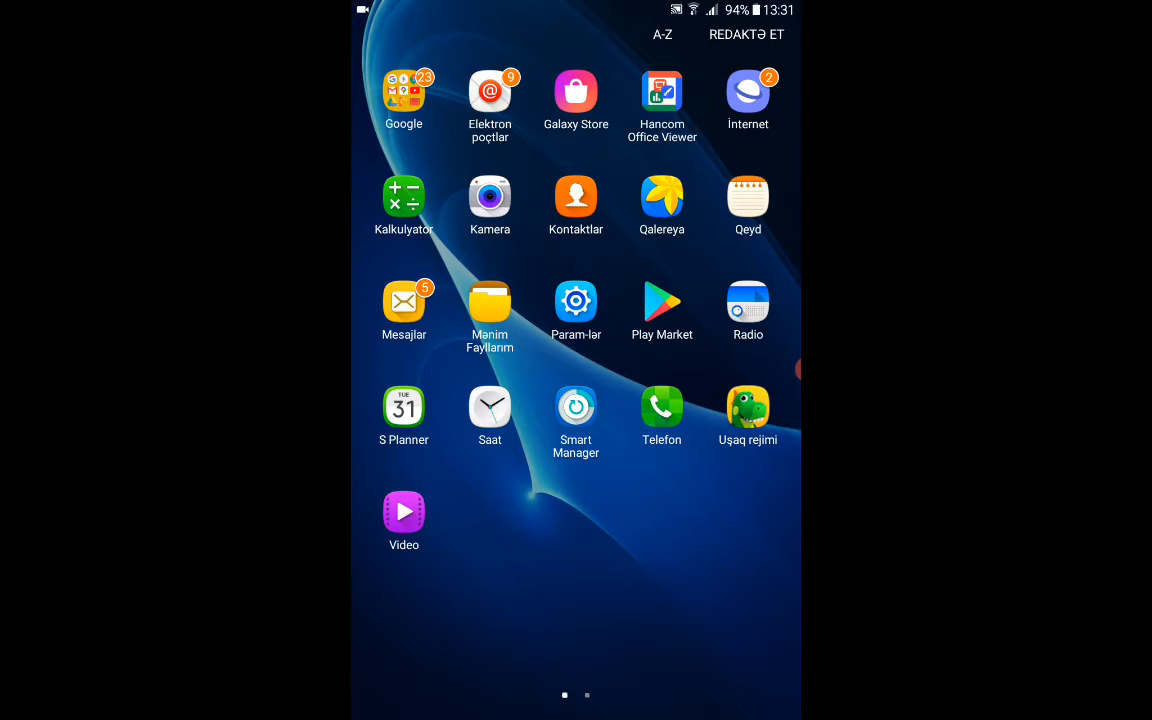 94% 13:31
A-Z REDAKTƏ ET
23 9 2
Google Elektron poçtlar Galaxy Store Hancom Office Viewer İnternet
Kalkulyator Kamera Kontaktlar Qalereya Qeyd
5
Mesajlar Mənim Fayllarım Param-lər Play Market Radio
TUE
31
S Planner Saat Smart Manager Telefon Uşaq rejimi
Video